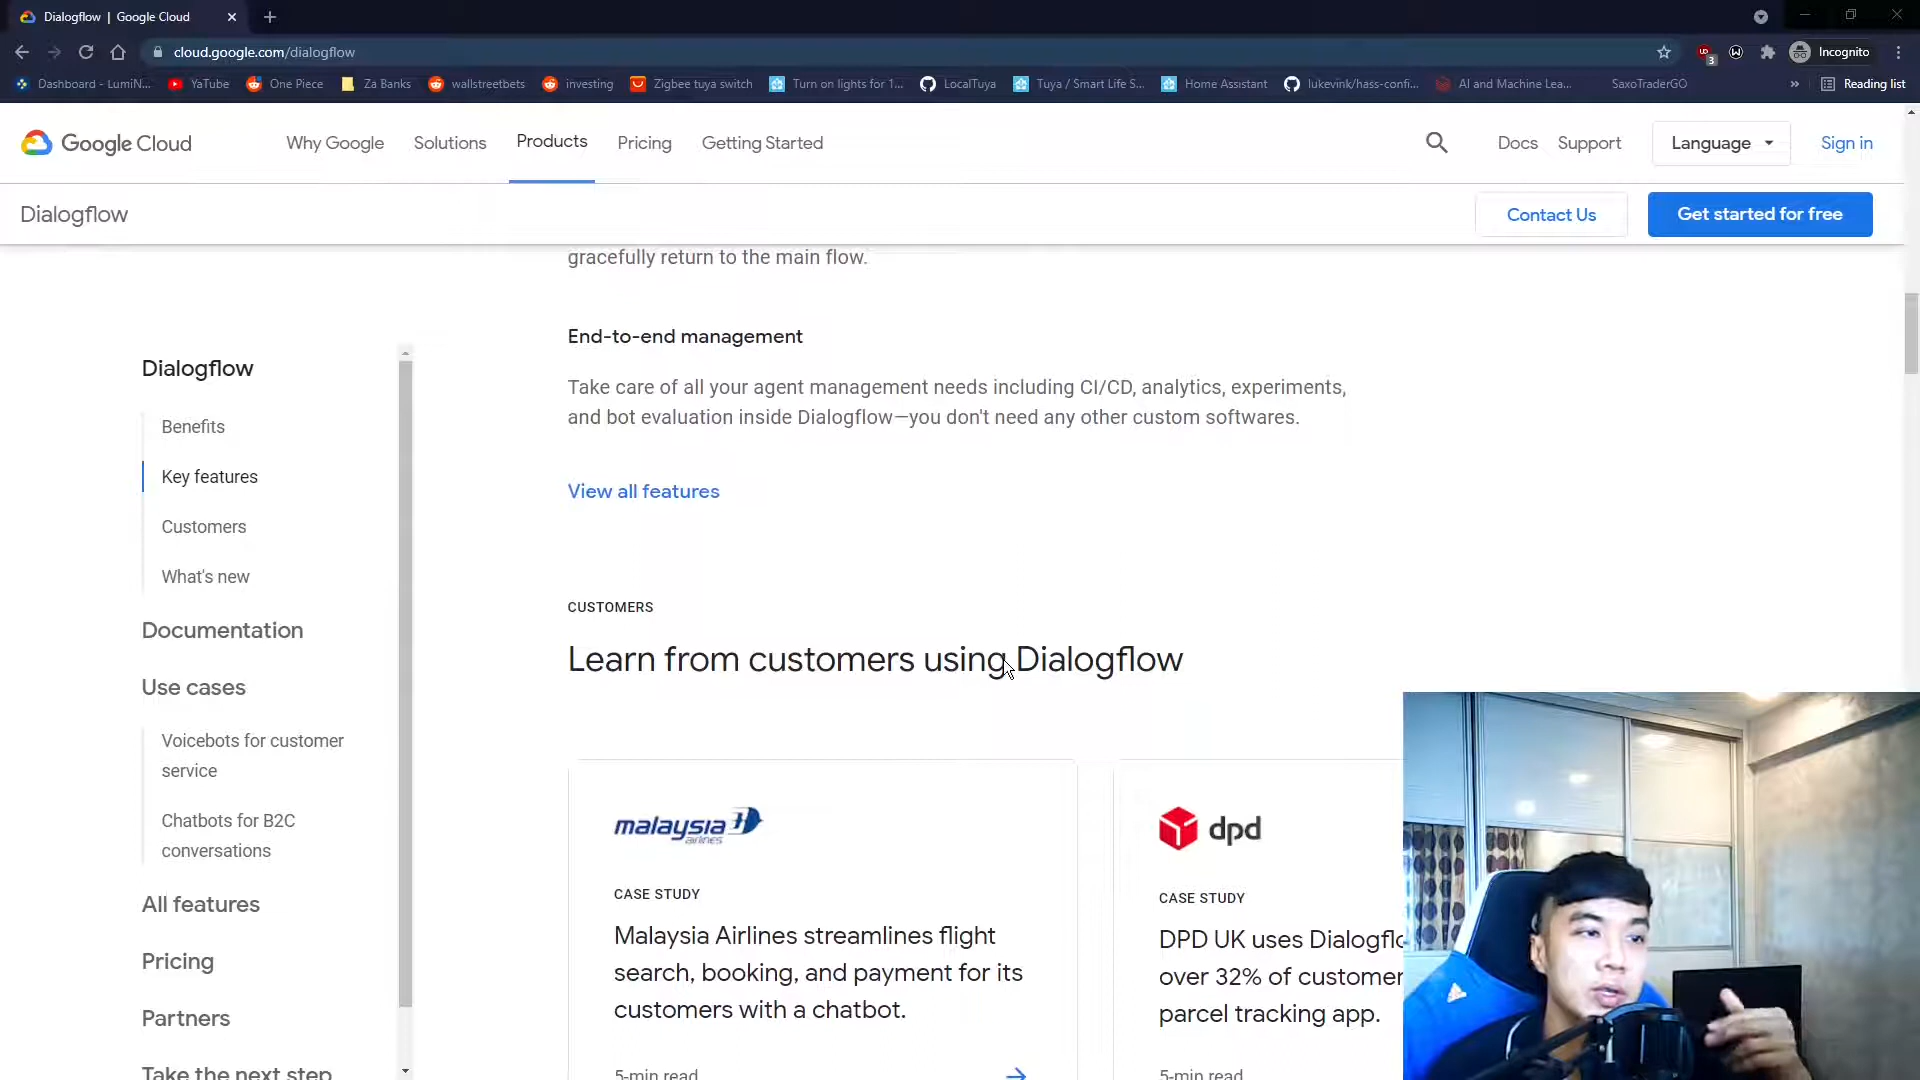 Dialogflow | Google Cloud
cloud.google.com/dialogflow
3
Incognito
Dashboard - LumiN...
YaTube
One Piece
Za Banks
wallstreetbets
investing
Zigbee tuya switch
Turn on lights for 1...
LocalTuya
Tuya / Smart Life S...
Home Assistant
lukevink/hass-confi...
AI and Machine Lea...
SaxoTraderGO
»
Reading list
Google Cloud
Why Google
Solutions
Products
Pricing
Getting Started
Docs
Support
Language
Sign in
Dialogflow
Contact Us
Get started for free
gracefully return to the main flow.
End-to-end management
Take care of all your agent management needs including CI/CD, analytics, experiments,
and bot evaluation inside Dialogflow—you don't need any other custom softwares.
View all features
Dialogflow
Benefits
Key features
Customers
What's new
Documentation
Use cases
Voicebots for customer
service
Chatbots for B2C
conversations
All features
Pricing
Partners
Take the next step
CUSTOMERS
Learn from customers using Dialogflow
malaysia
airlines
CASE STUDY
Malaysia Airlines streamlines flight
search, booking, and payment for its
customers with a chatbot.
5-min read
dpd
CASE STUDY
DPD UK uses Dialogflo
over 32% of customer
parcel tracking app.
5-min read